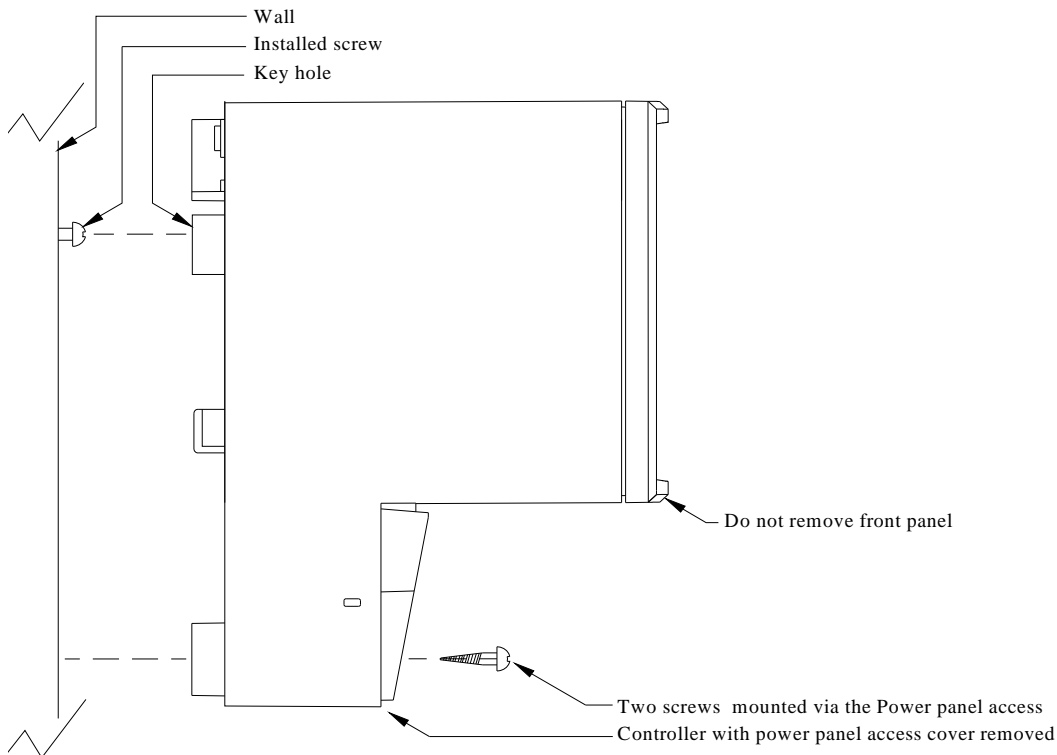 Wall
Installed screw
Key hole
Do not remove front panel
Two screws mounted via the Power panel access
Controller with power panel access cover removed